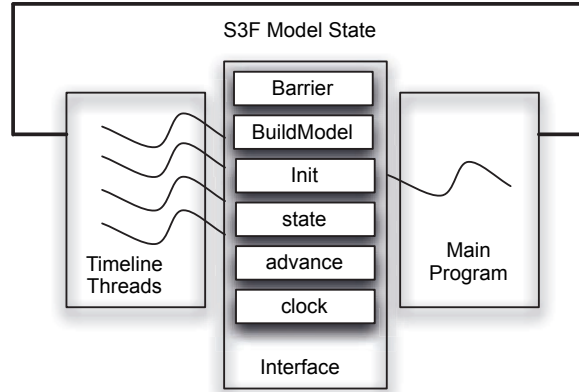 S3F Model State
Barrier
BuildModel
Init
state
advance
clock
Interface
Timeline
Threads
Main
Program